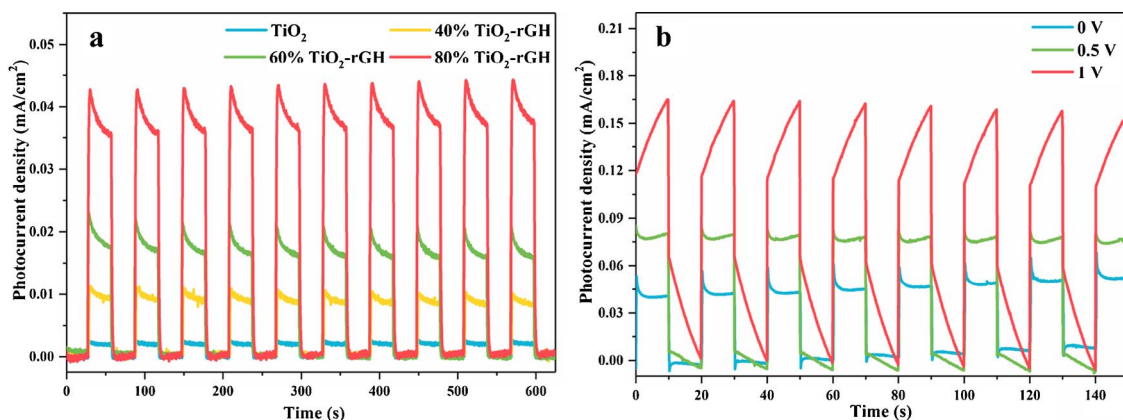 a
TiO₂ 40% TiO₂-rGH
60% TiO₂-rGH 80% TiO₂-rGH
Photocurrent density (mA/cm²)
0.05
0.04
0.03
0.02
0.01
0.00
0 100 200 300 400 500 600
Time (s)
b
0 V
0.5 V
1 V
Photocurrent density (mA/cm²)
0.21
0.18
0.15
0.12
0.09
0.06
0.03
0.00
0 20 40 60 80 100 120 140
Time (s)